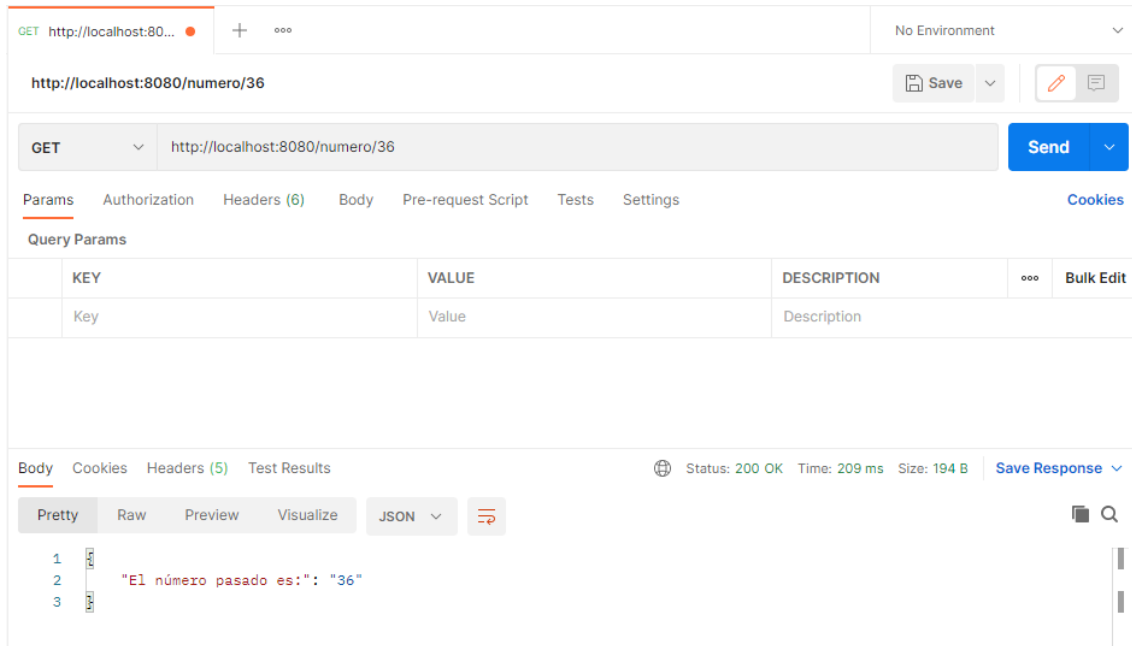 GET http://localhost:80... No Environment
http://localhost:8080/numero/36 Save
GET http://localhost:8080/numero/36 Send
Params Authorization Headers (6) Body Pre-request Script Tests Settings Cookies
Query Params
KEY VALUE DESCRIPTION Bulk Edit
Key Value Description
Body Cookies Headers (5) Test Results Status: 200 OK Time: 209 ms Size: 194 B Save Response
Pretty Raw Preview Visualize JSON
1 {
2 "El número pasado es:": "36"
3 }